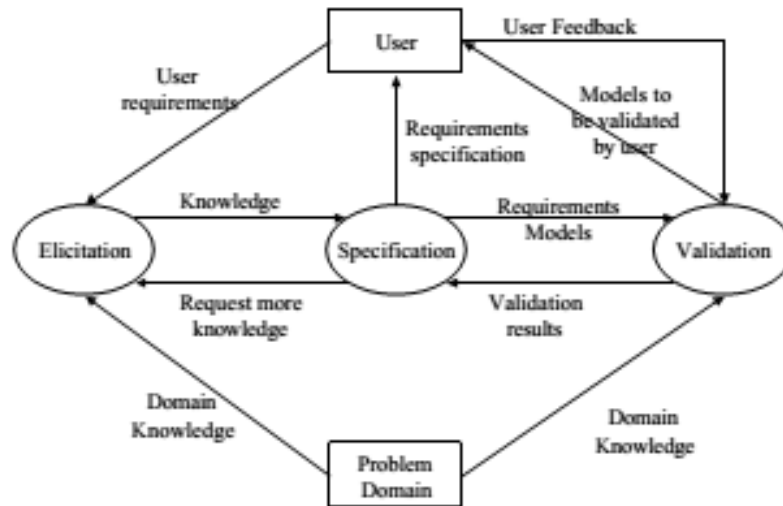 User
User Feedback
User
requirements
Models to
be validated
by user
Requirements
specification
Knowledge
Requirements
Models
Elicitation
Specification
Validation
Request more
knowledge
Validation
results
Domain
Knowledge
Domain
Knowledge
Problem
Domain